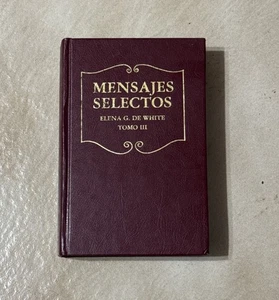 MENSAJES
SELECTOS
ELENA G. DE WHITE
TOMO III